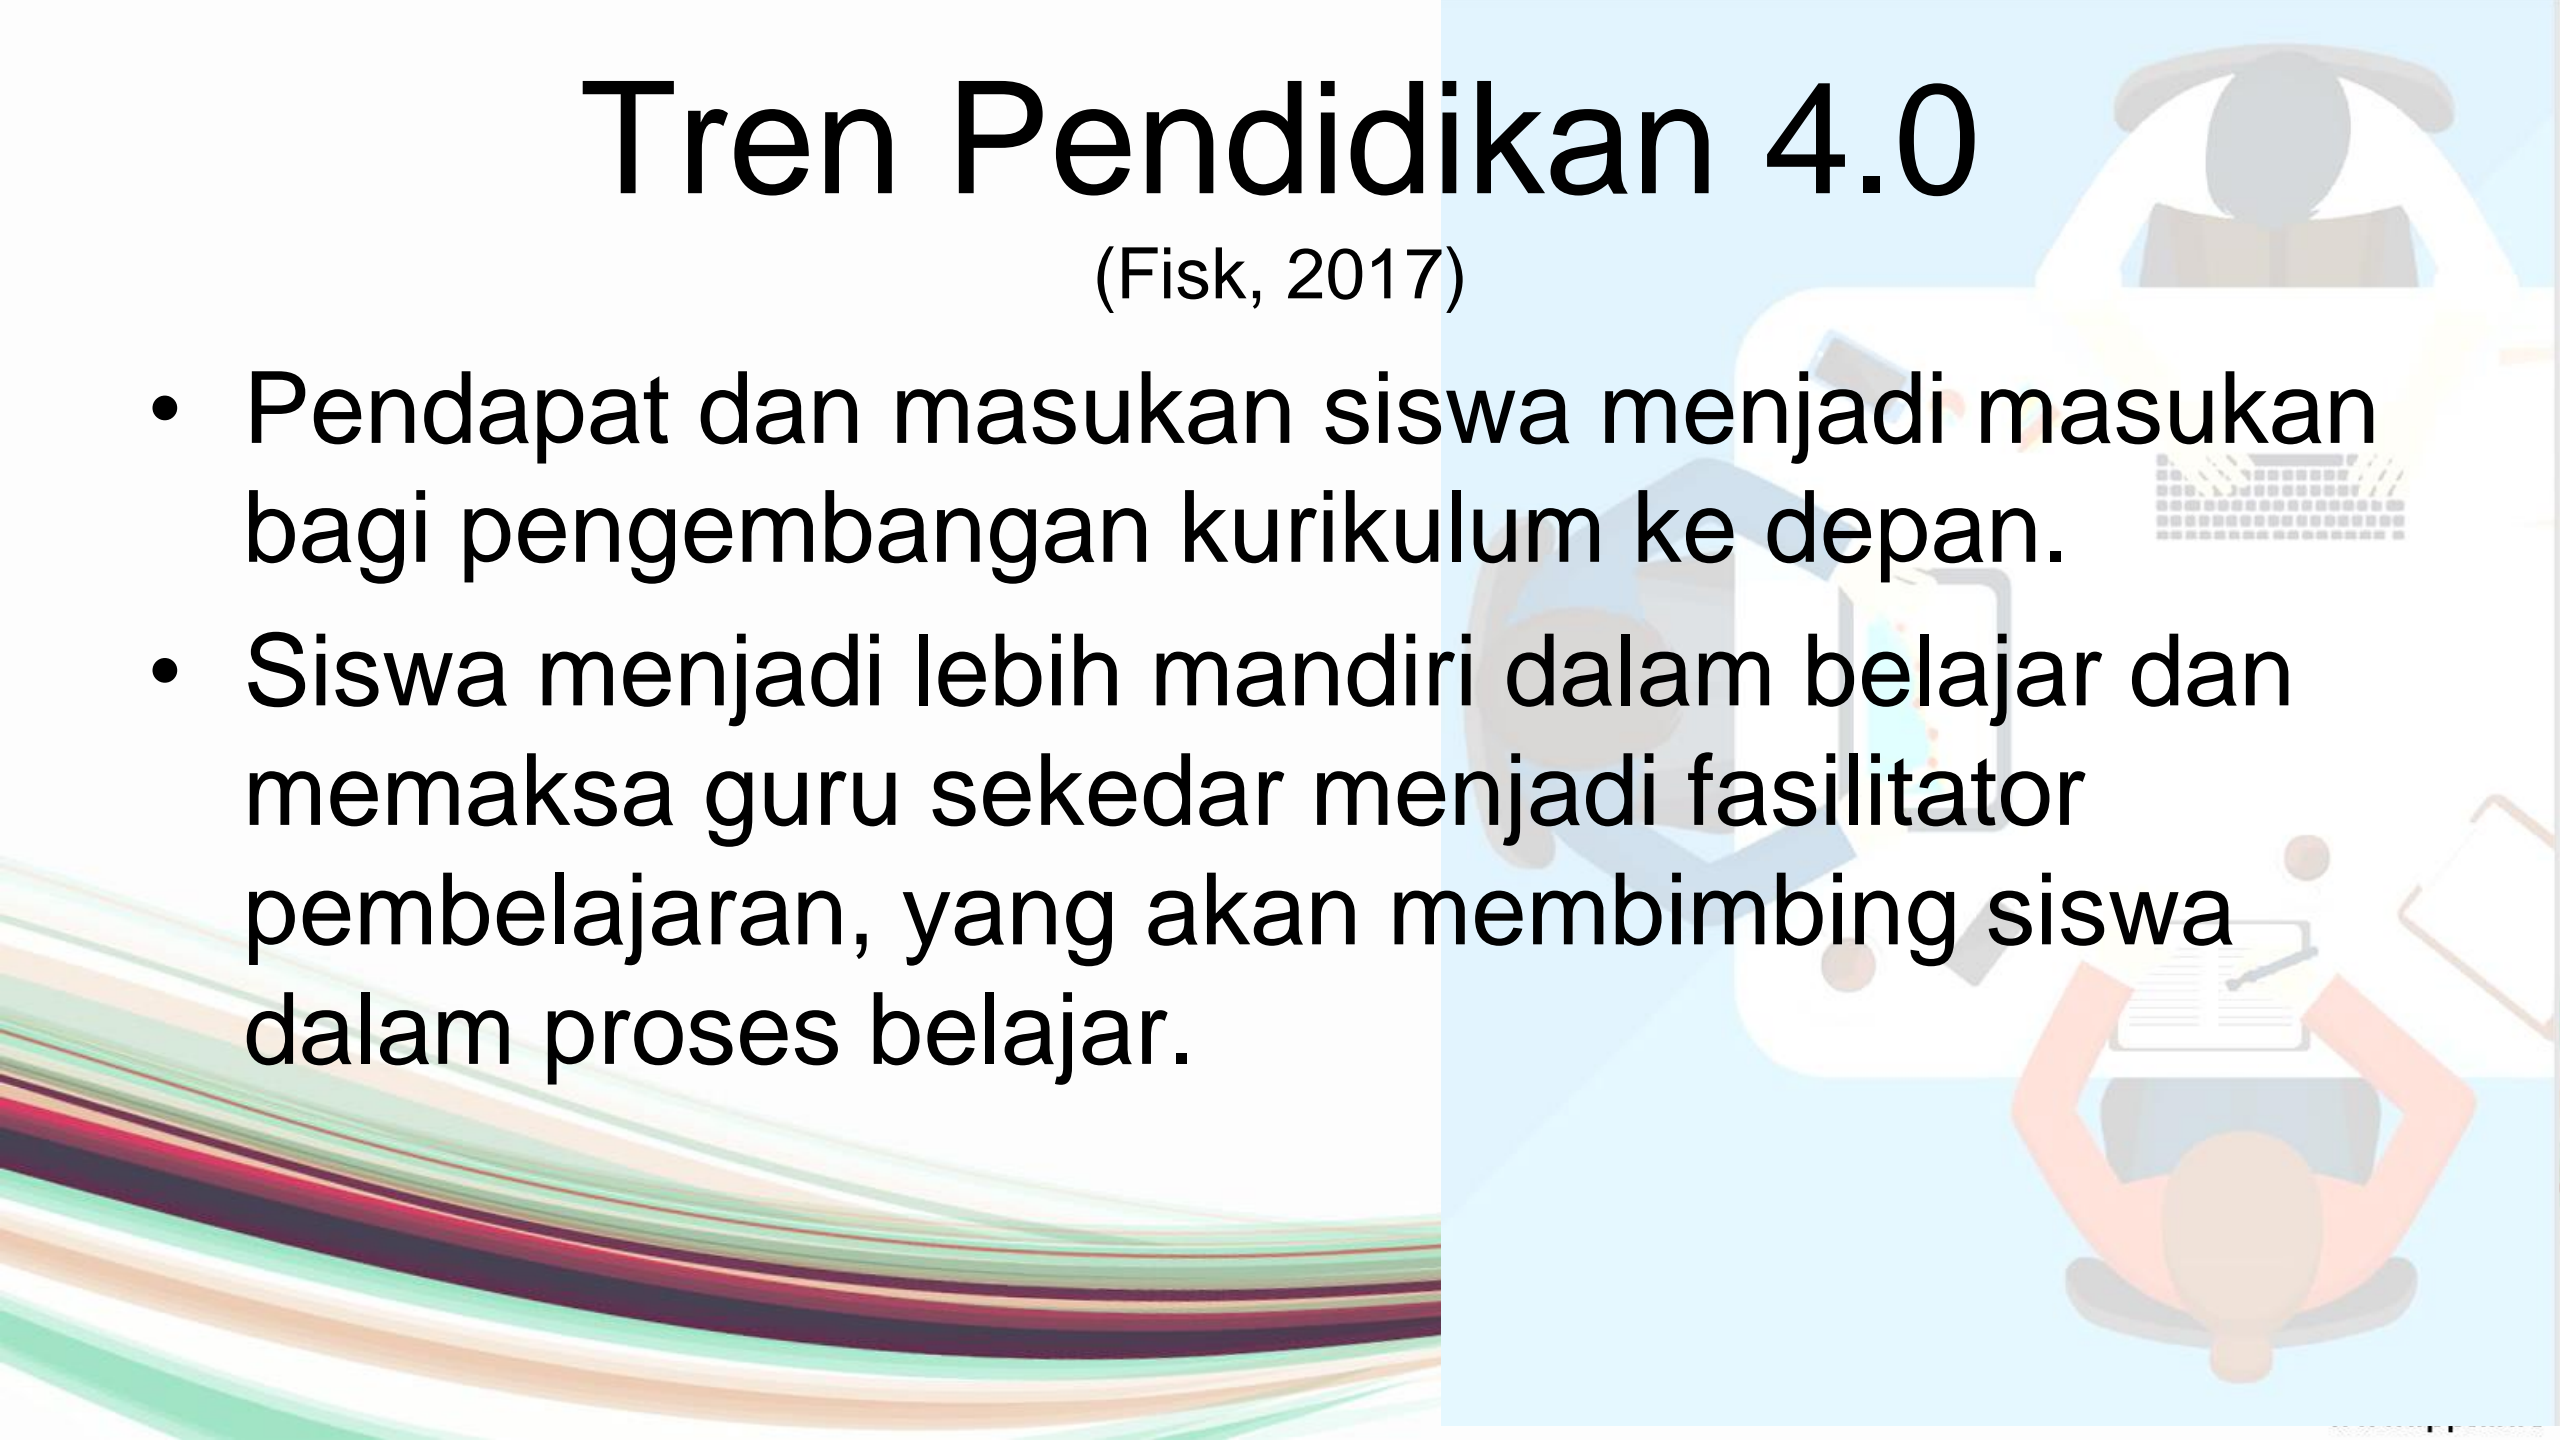 Tren Pendidikan 4.0
(Fisk, 2017)
• Pendapat dan masukan siswa menjadi masukan
bagi pengembangan kurikulum ke depan.
• Siswa menjadi lebih mandiri dalam belajar dan
memaksa guru sekedar menjadi fasilitator
pembelajaran, yang akan membimbing siswa
dalam proses belajar.